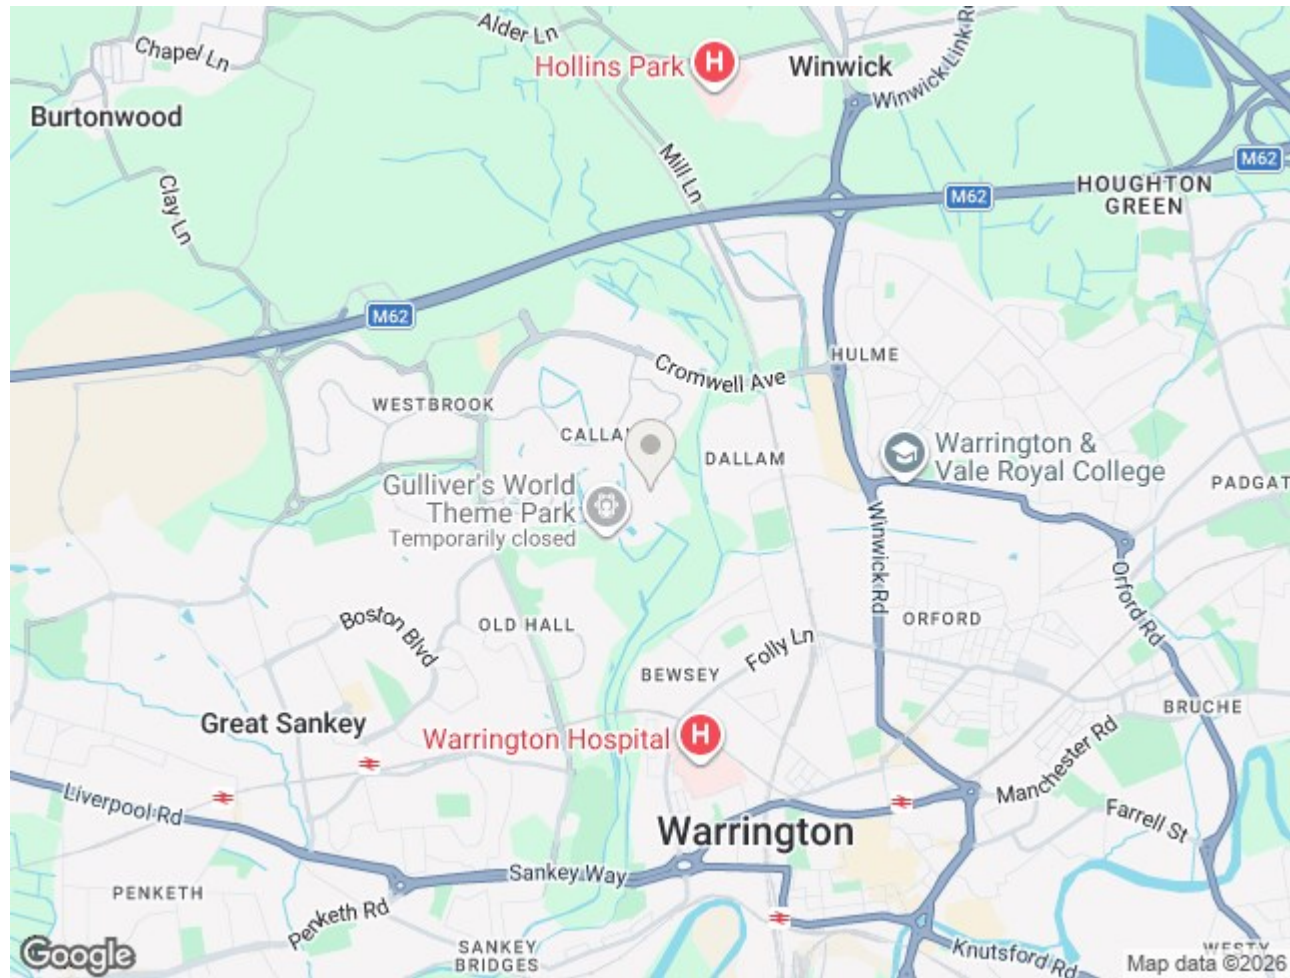 Alder Ln
Chapel Ln
Hollins Park
H
Winwick
Winwick Link Rd
Burtonwood
Mill Ln
M62
Clay Ln
M62
HOUGHTON
GREEN
M62
HULME
Cromwell Ave
WESTBROOK
DALLAM
Warrington &
Vale Royal College
Gulliver's World
Theme Park
Temporarily closed
Winwick Rd
Orford Rd
Boston Blvd
OLD HALL
ORFORD
Folly Ln
BEWSEY
BRUCHE
Great Sankey
Warrington Hospital
H
Manchester Rd
Liverpool Rd
Farrell St
Warrington
Sankey Way
PENKETH
Penketh Rd
SANKEY
BRIDGES
Knutsford Rd
Google
Map data ©2026